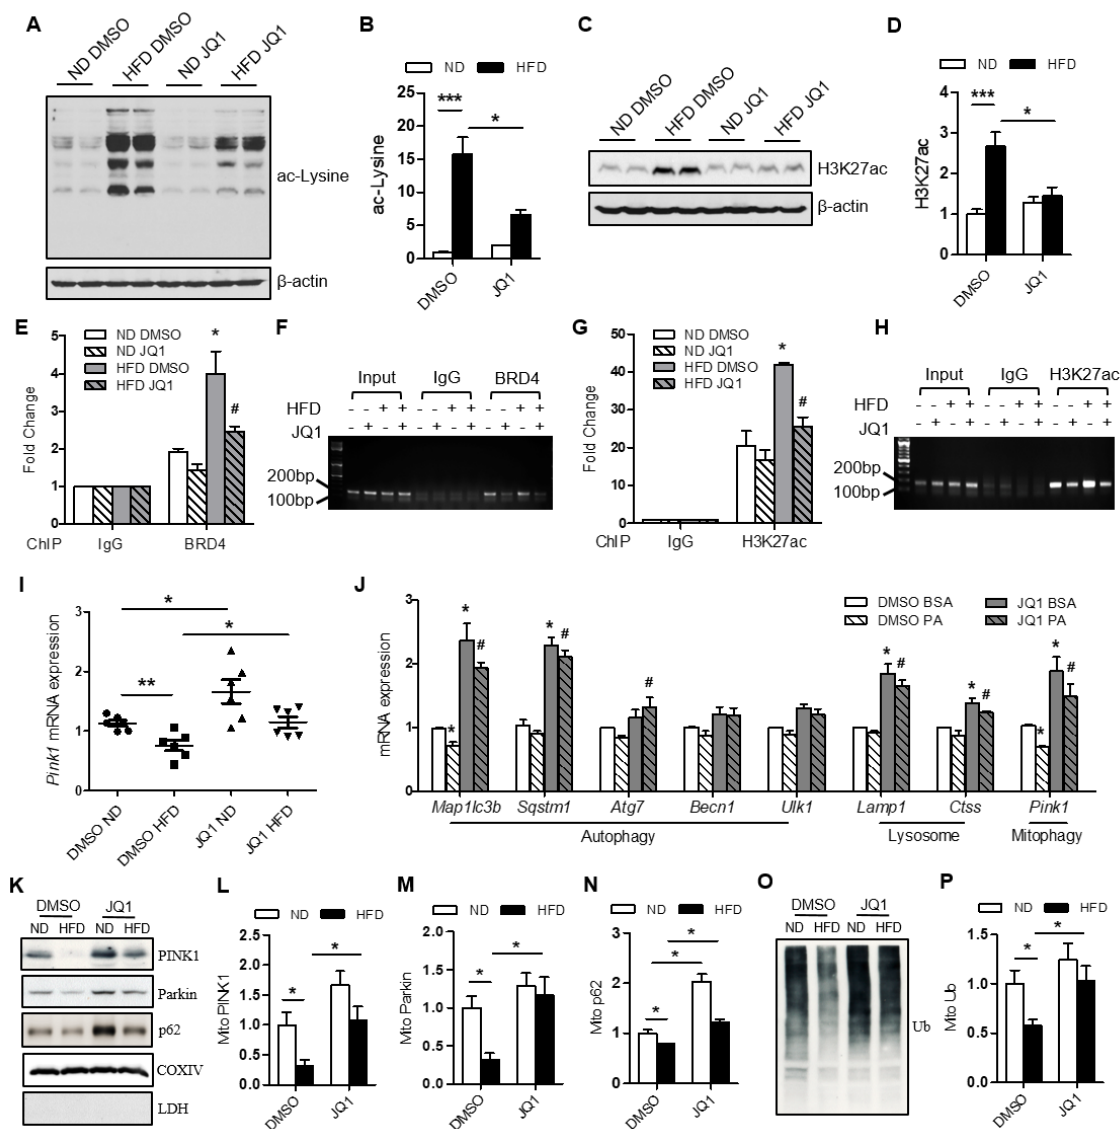 A
ND DMSO
HFD DMSO
ND JQ1
HFD JQ1
ac-Lysine
β-actin
B
ND HFD
***
*
ac-Lysine
25
20
15
10
5
0
DMSO
JQ1
C
ND DMSO
HFD DMSO
ND JQ1
HFD JQ1
H3K27ac
β-actin
D
ND HFD
***
*
H3K27ac
4
3
2
1
0
DMSO
JQ1
E
ND DMSO
ND JQ1
HFD DMSO
HFD JQ1
*
#
Fold Change
5
4
3
2
1
0
ChIP IgG BRD4
F
Input IgG BRD4
HFD - - + + - - + + - - + +
JQ1 - + - + - + - + - + - +
200bp
100bp
G
ND DMSO
ND JQ1
HFD DMSO
HFD JQ1
*
#
Fold Change
50
40
30
20
10
0
ChIP IgG H3K27ac
H
Input IgG H3K27ac
HFD - - + + - - + + - - + +
JQ1 - + - + - + - + - + - +
200bp
100bp
I
*
*
**
Pink1 mRNA expression
3
2
1
0
DMSO ND
DMSO HFD
JQ1 ND
JQ1 HFD
J
DMSO BSA JQ1 BSA
DMSO PA JQ1 PA
mRNA expression
3
2
1
0
* * # * # # * # * # * * #
Map1lc3b Sqstm1 Atg7 Becn1 Ulk1 Lamp1 Ctss Pink1
Autophagy Lysosome Mitophagy
K
DMSO JQ1
ND HFD ND HFD
PINK1
Parkin
p62
COXIV
LDH
L
ND HFD
*
*
Mito PINK1
2.5
2.0
1.5
1.0
0.5
0.0
DMSO
JQ1
M
ND HFD
*
*
Mito Parkin
2.0
1.5
1.0
0.5
0.0
DMSO
JQ1
N
ND HFD
*
*
*
Mito p62
3
2
1
0
DMSO
JQ1
O
DMSO JQ1
ND HFD ND HFD
Ub
P
ND HFD
*
*
Mito Ub
1.5
1.0
0.5
0.0
DMSO
JQ1